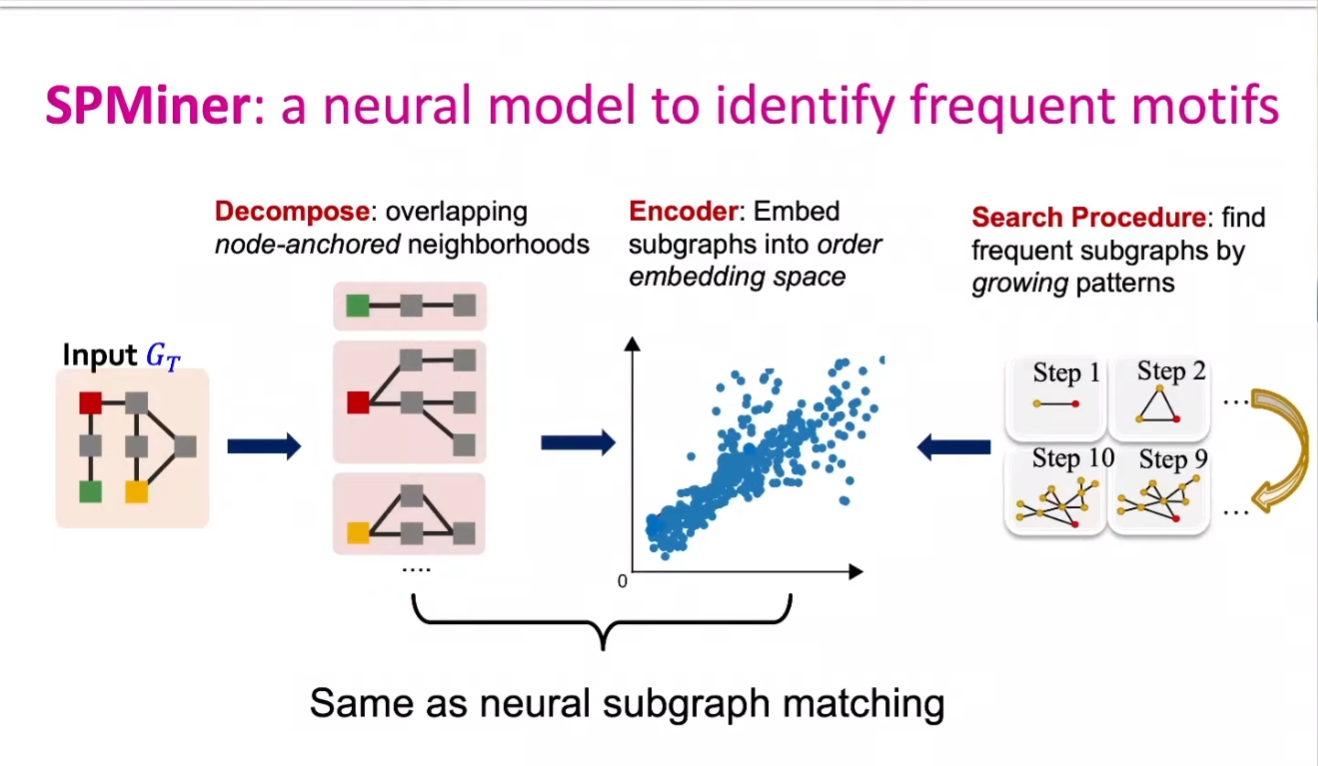 SPMiner: a neural model to identify frequent motifs
Decompose: overlapping
node-anchored neighborhoods
Encoder: Embed
subgraphs into order
embedding space
Search Procedure: find
frequent subgraphs by
growing patterns
Input G_T
....
0
Step 1
Step 2
...
Step 10
Step 9
...
Same as neural subgraph matching